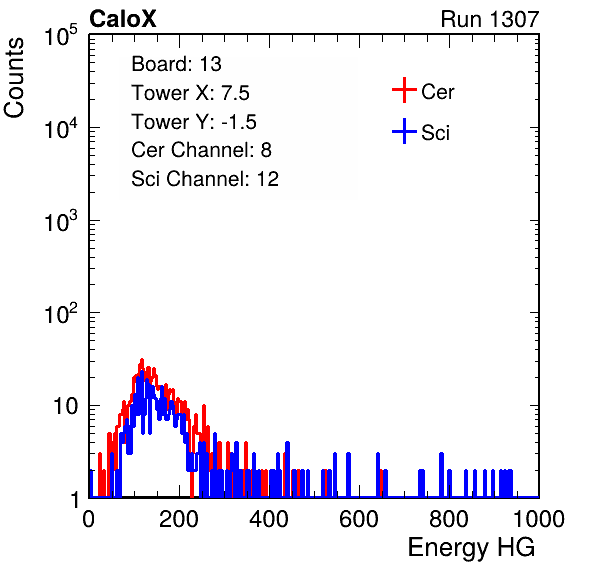 CaloX Run 1307
Counts
10^5
10^4
10^3
10^2
10
1
Board: 13
Tower X: 7.5
Tower Y: -1.5
Cer Channel: 8
Sci Channel: 12
Cer
Sci
0 200 400 600 800 1000
Energy HG